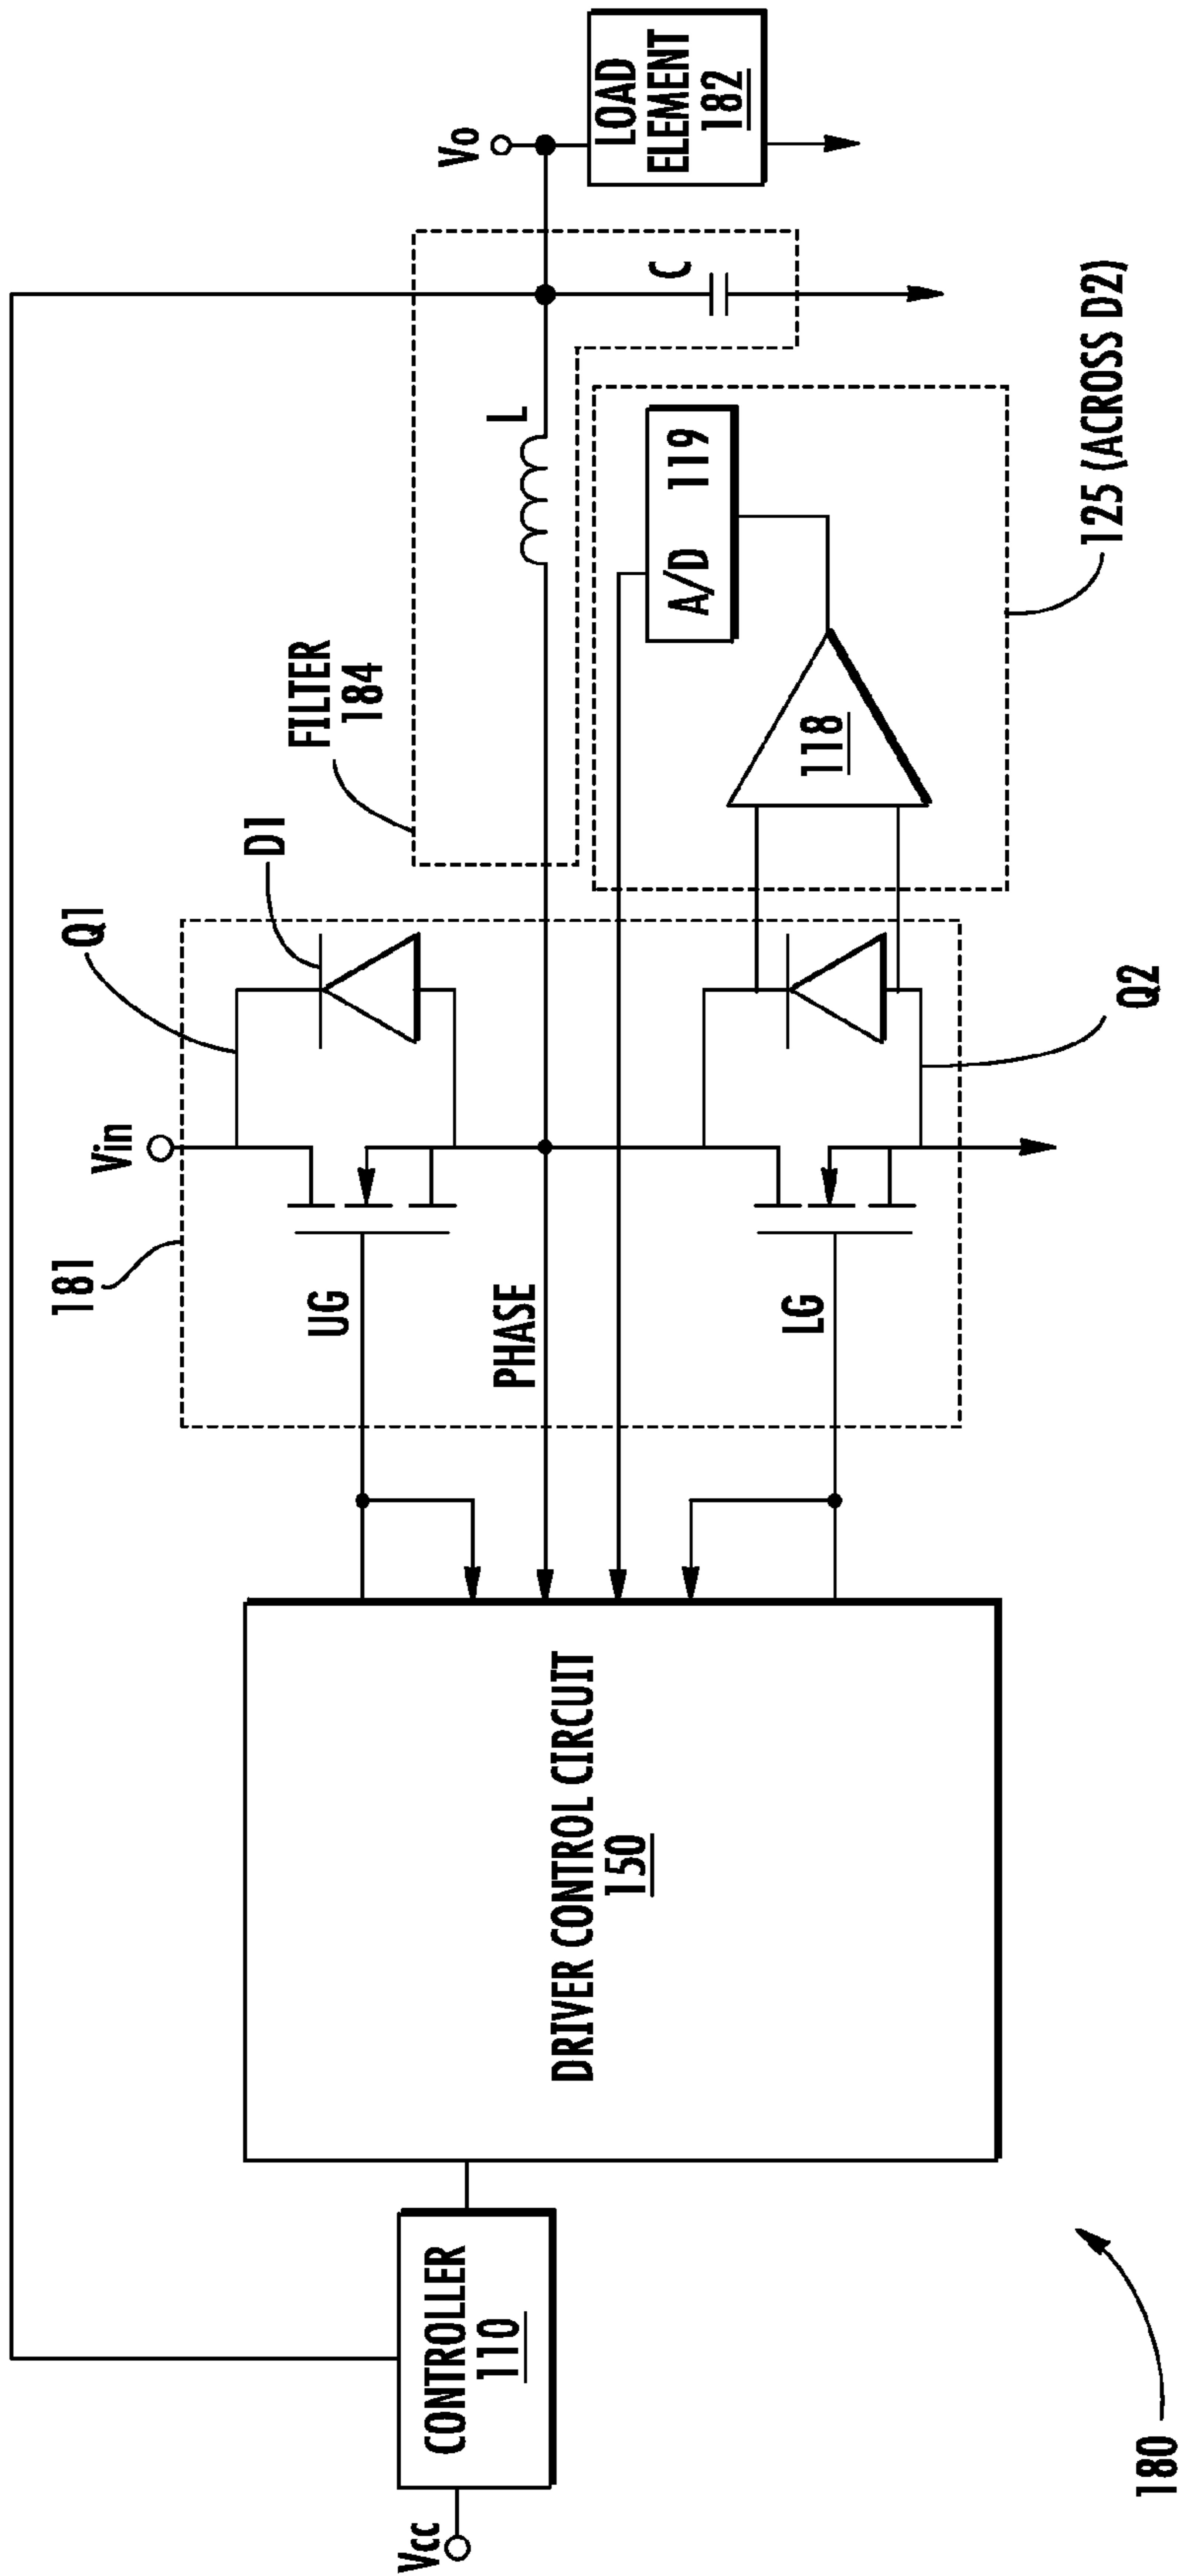 Vcc
CONTROLLER
110
180
DRIVER CONTROL CIRCUIT
150
181
UG
PHASE
LG
Vin
Q1
D1
Q2
FILTER
184
L
C
118
A/D 119
125 (ACROSS D2)
Vo
LOAD
ELEMENT
182